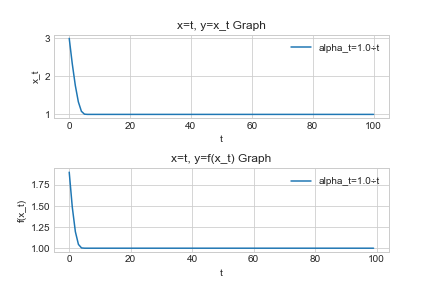 x=t, y=x_t Graph
3
2
1
x_t
alpha_t=1.0÷t
0 20 40 60 80 100
t
x=t, y=f(x_t) Graph
1.75
1.50
1.25
1.00
f(x_t)
alpha_t=1.0÷t
0 20 40 60 80 100
t